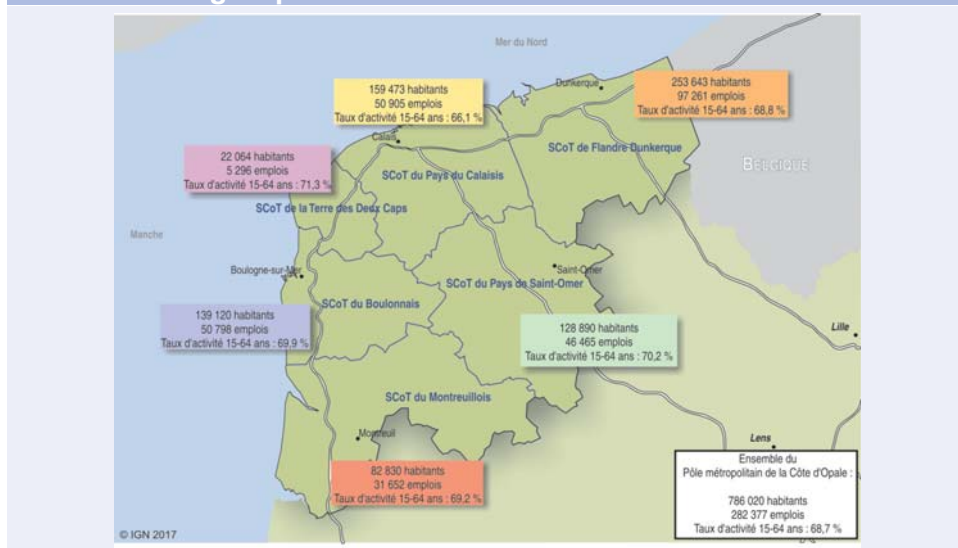 Mer du Nord
Dunkerque
159 473 habitants
50 905 emplois
Taux d'activité 15-64 ans : 66,1 %
253 643 habitants
97 261 emplois
Taux d'activité 15-64 ans : 68,8 %
Calais
SCoT de Flandre Dunkerque
BELGIQUE
22 064 habitants
5 296 emplois
Taux d'activité 15-64 ans : 71,3 %
SCoT du Pays du Calaisis
SCoT de la Terre des Deux Caps
Manche
Boulogne-sur-Mer
Saint-Omer
SCoT du Pays de Saint-Omer
SCoT du Boulonnais
139 120 habitants
50 798 emplois
Taux d'activité 15-64 ans : 69,9 %
128 890 habitants
46 465 emplois
Taux d'activité 15-64 ans : 70,2 %
Lille
SCoT du Montreuillois
Montreuil
Lens
82 830 habitants
31 652 emplois
Taux d'activité 15-64 ans : 69,2 %
Ensemble du
Pôle métropolitain de la Côte d'Opale :
786 020 habitants
282 377 emplois
Taux d'activité 15-64 ans : 68,7 %
© IGN 2017